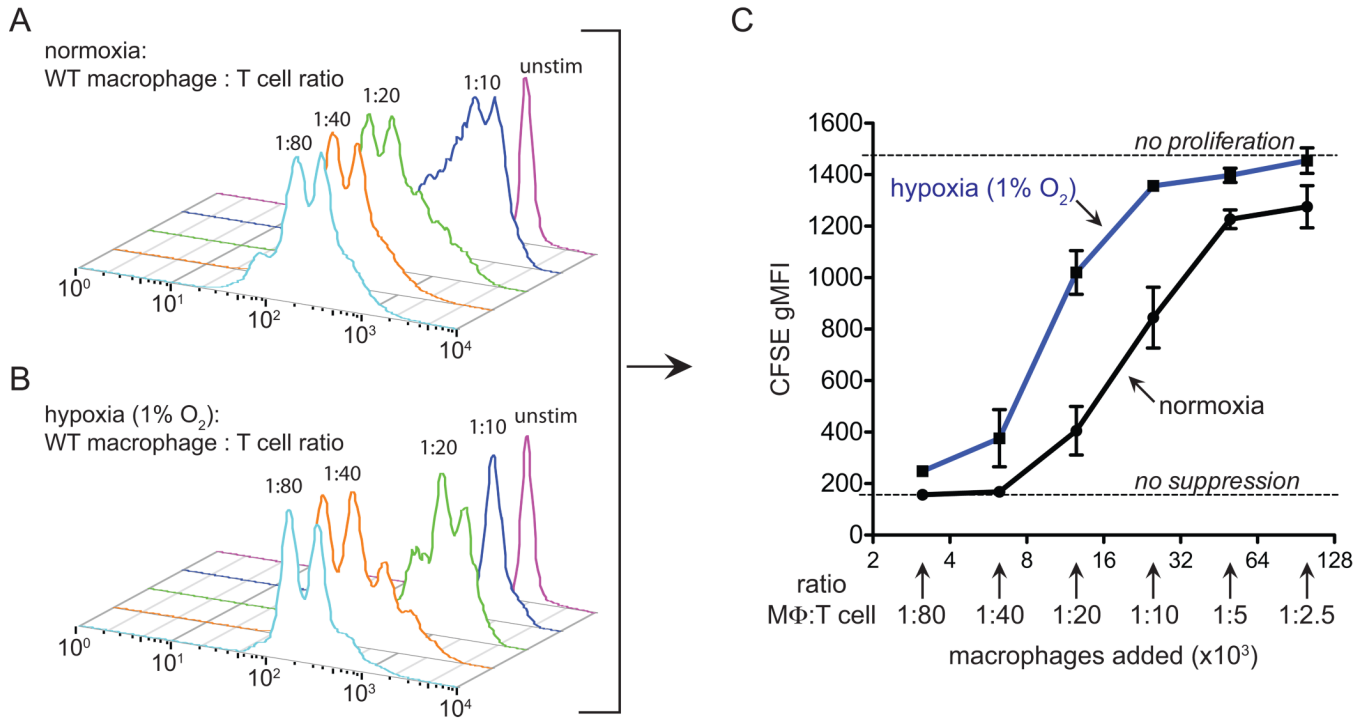 A
normoxia:
WT macrophage : T cell ratio
1:80
1:40
1:20
1:10
unstim
10⁰
10¹
10²
10³
10⁴
B
hypoxia (1% O₂):
WT macrophage : T cell ratio
1:80
1:40
1:20
1:10
unstim
10⁰
10¹
10²
10³
10⁴
C
CFSE gMFI
1600
1400
1200
1000
800
600
400
200
0
no proliferation
hypoxia (1% O₂)
normoxia
no suppression
2 4 8 16 32 64 128
ratio
MΦ:T cell 1:80 1:40 1:20 1:10 1:5 1:2.5
macrophages added (x10³)